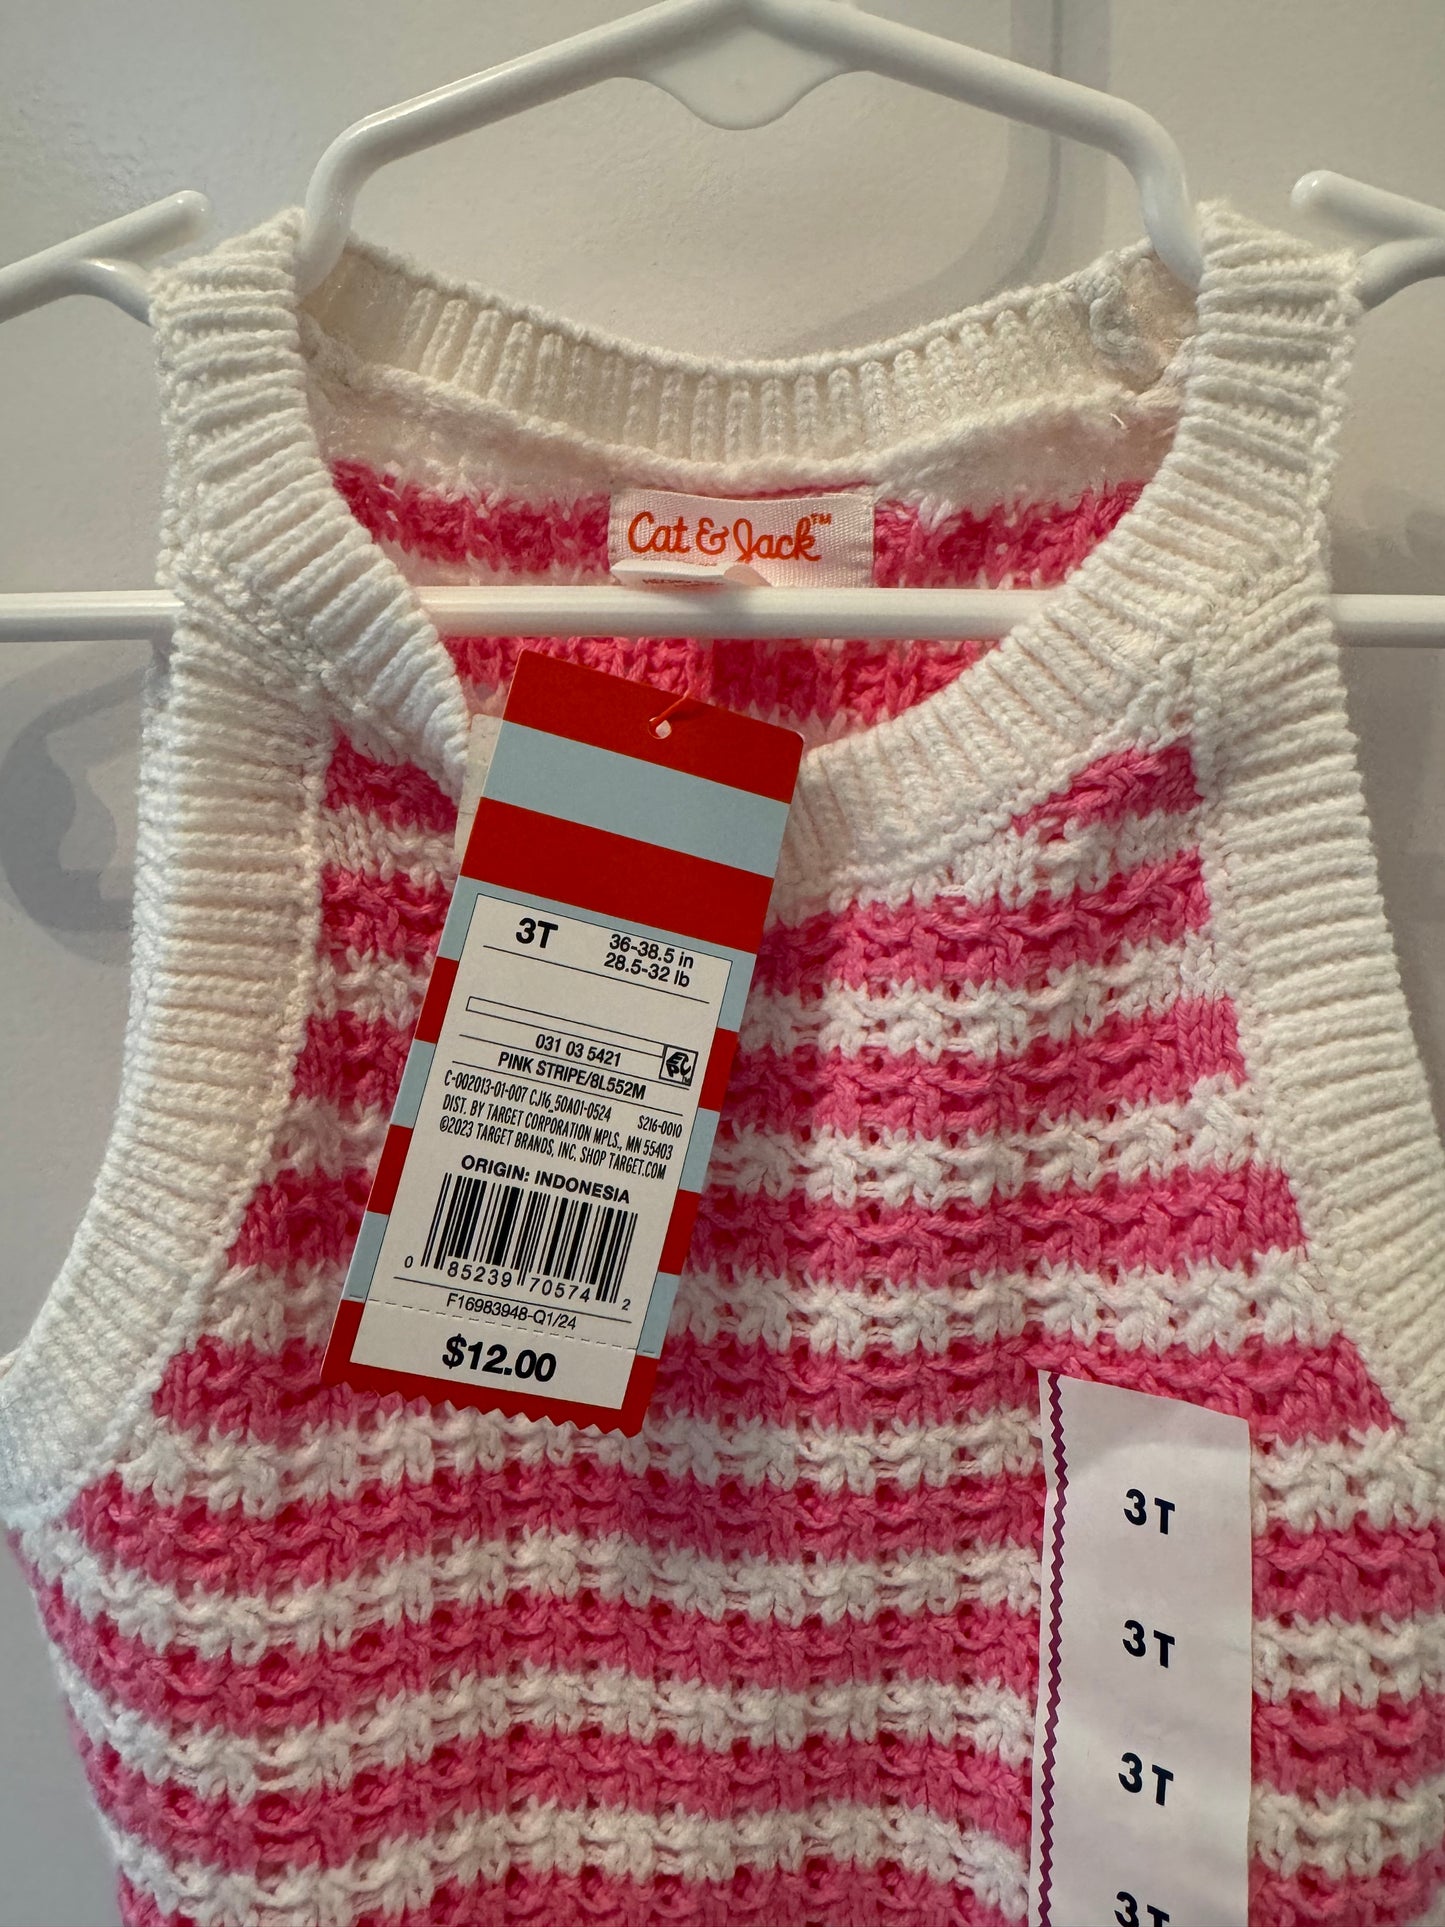 Cat & Jack™
3T
36-38.5 in
28.5-32 lb
031 03 5421
PINK STRIPE/8L552M
C-002013-01-007 CJ16_50A01-0524 S216-0010
DIST. BY TARGET CORPORATION MPLS., MN 55403
©2023 TARGET BRANDS, INC. SHOP TARGET.COM
ORIGIN: INDONESIA
0 85239 70574 2
F16983948-Q1/24
$12.00
3T
3T
3T
3T